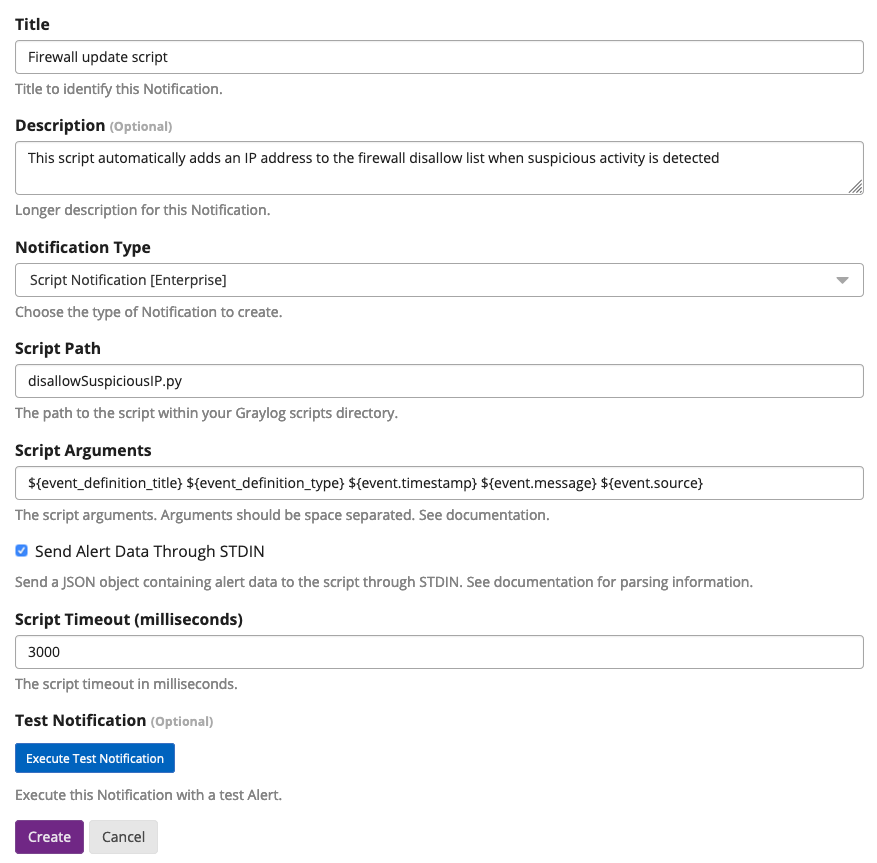 Title
Firewall update script
Title to identify this Notification.
Description (Optional)
This script automatically adds an IP address to the firewall disallow list when suspicious activity is detected
Longer description for this Notification.
Notification Type
Script Notification [Enterprise]
Choose the type of Notification to create.
Script Path
disallowSuspiciousIP.py
The path to the script within your Graylog scripts directory.
Script Arguments
${event_definition_title} ${event_definition_type} ${event.timestamp} ${event.message} ${event.source}
The script arguments. Arguments should be space separated. See documentation.
Send Alert Data Through STDIN
Send a JSON object containing alert data to the script through STDIN. See documentation for parsing information.
Script Timeout (milliseconds)
3000
The script timeout in milliseconds.
Test Notification (Optional)
Execute Test Notification
Execute this Notification with a test Alert.
Create Cancel